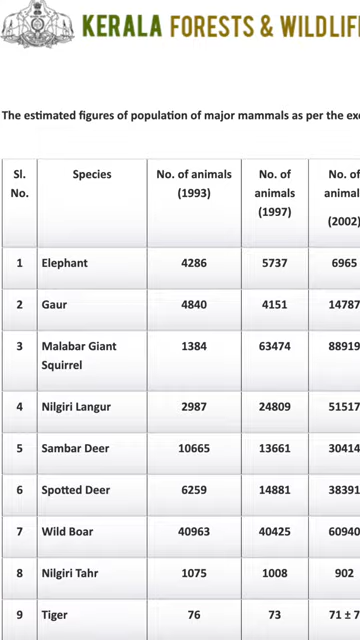 KERALA FORESTS & WILDLIFE
The estimated figures of population of major mammals as per the
Sl. No. Species No. of animals (1993) No. of animals (1997) No. of animals (2002)
1 Elephant 4286 5737 6965
2 Gaur 4840 4151 14787
3 Malabar Giant Squirrel 1384 63474 88919
4 Nilgiri Langur 2987 24809 51517
5 Sambar Deer 10665 13661 30414
6 Spotted Deer 6259 14881 38391
7 Wild Boar 40963 40425 60940
8 Nilgiri Tahr 1075 1008 902
9 Tiger 76 73 71 ± 7